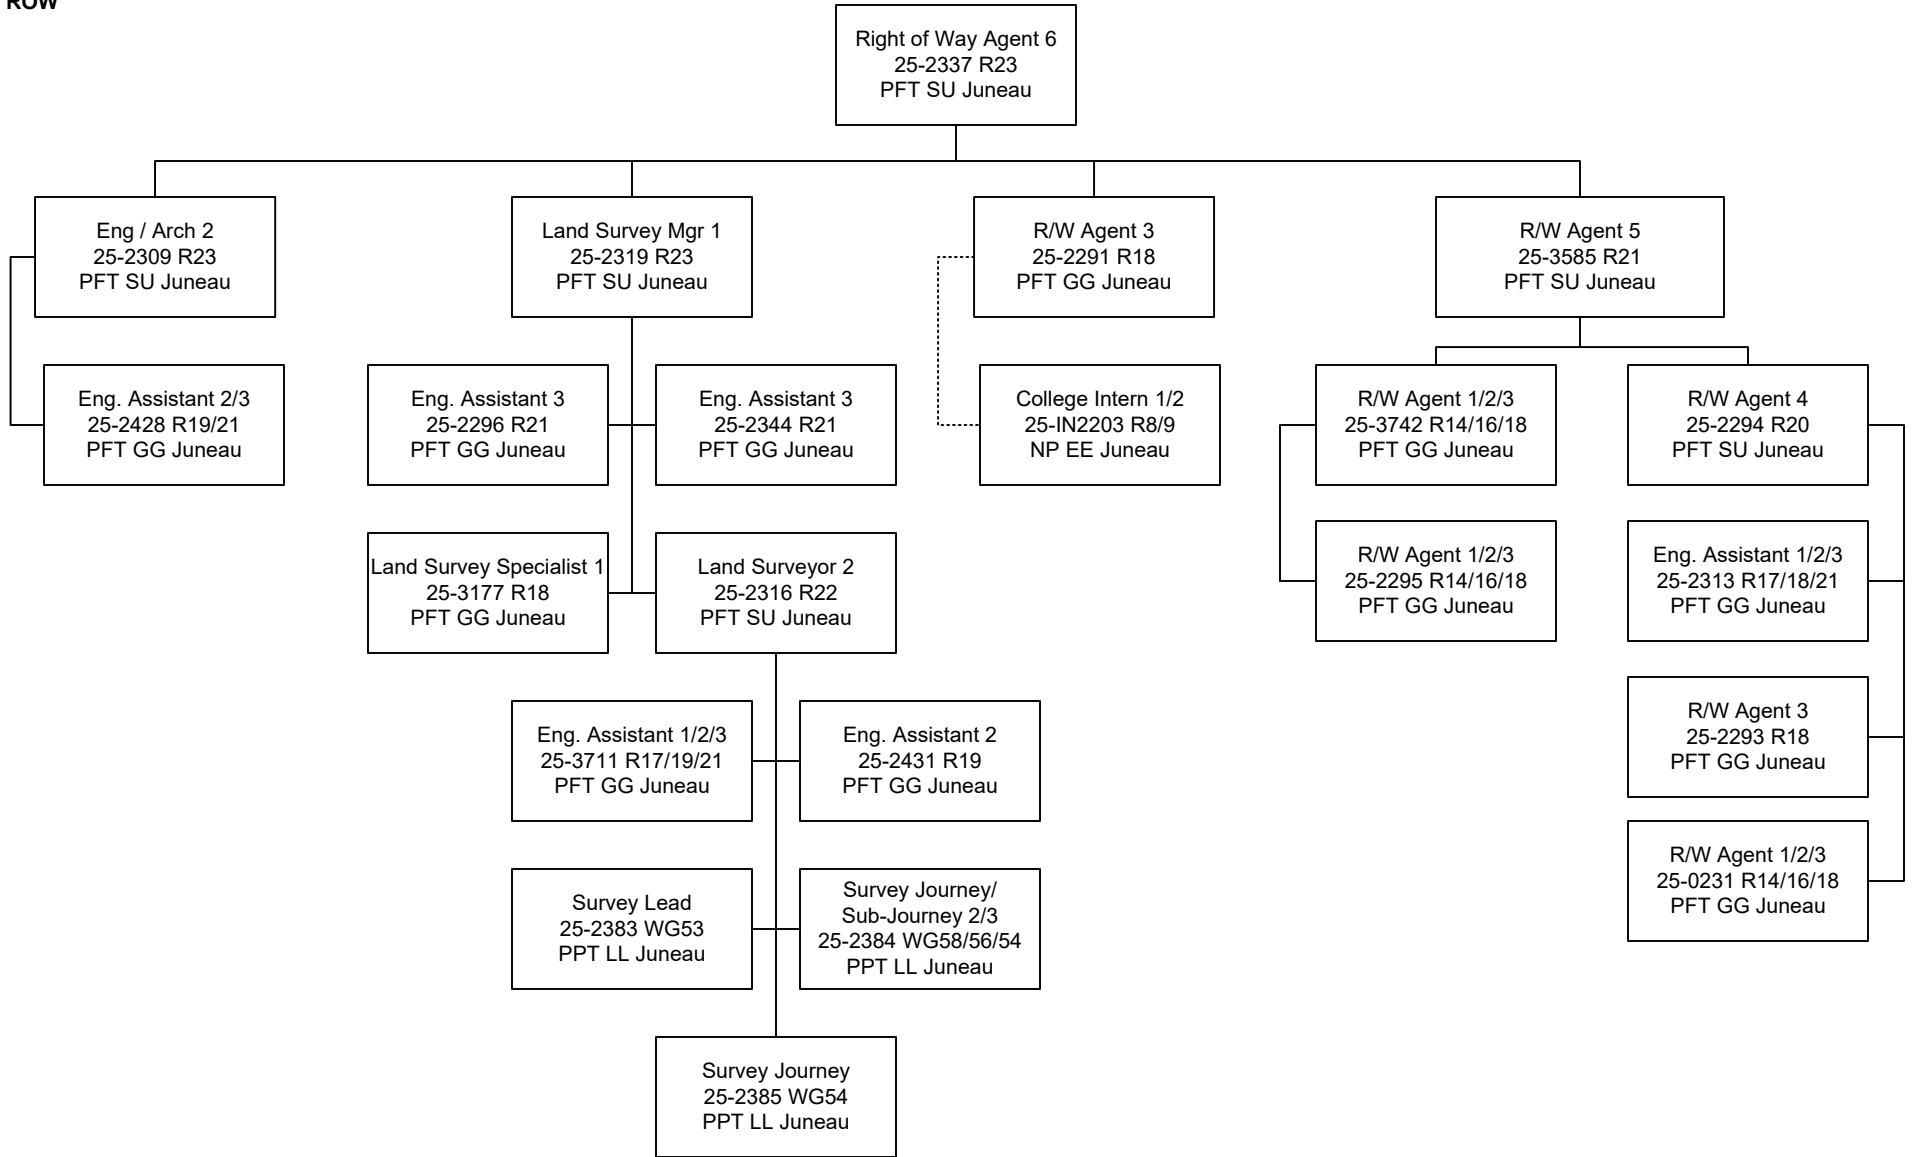 ROW
Right of Way Agent 6
25-2337 R23
PFT SU Juneau
Eng / Arch 2
25-2309 R23
PFT SU Juneau
Land Survey Mgr 1
25-2319 R23
PFT SU Juneau
R/W Agent 3
25-2291 R18
PFT GG Juneau
R/W Agent 5
25-3585 R21
PFT SU Juneau
Eng. Assistant 2/3
25-2428 R19/21
PFT GG Juneau
Eng. Assistant 3
25-2296 R21
PFT GG Juneau
Eng. Assistant 3
25-2344 R21
PFT GG Juneau
College Intern 1/2
25-IN2203 R8/9
NP EE Juneau
R/W Agent 1/2/3
25-3742 R14/16/18
PFT GG Juneau
R/W Agent 4
25-2294 R20
PFT SU Juneau
Land Survey Specialist 1
25-3177 R18
PFT GG Juneau
Land Surveyor 2
25-2316 R22
PFT SU Juneau
R/W Agent 1/2/3
25-2295 R14/16/18
PFT GG Juneau
Eng. Assistant 1/2/3
25-2313 R17/18/21
PFT GG Juneau
Eng. Assistant 1/2/3
25-3711 R17/19/21
PFT GG Juneau
Eng. Assistant 2
25-2431 R19
PFT GG Juneau
R/W Agent 3
25-2293 R18
PFT GG Juneau
Survey Lead
25-2383 WG53
PPT LL Juneau
Survey Journey/
Sub-Journey 2/3
25-2384 WG58/56/54
PPT LL Juneau
R/W Agent 1/2/3
25-0231 R14/16/18
PFT GG Juneau
Survey Journey
25-2385 WG54
PPT LL Juneau